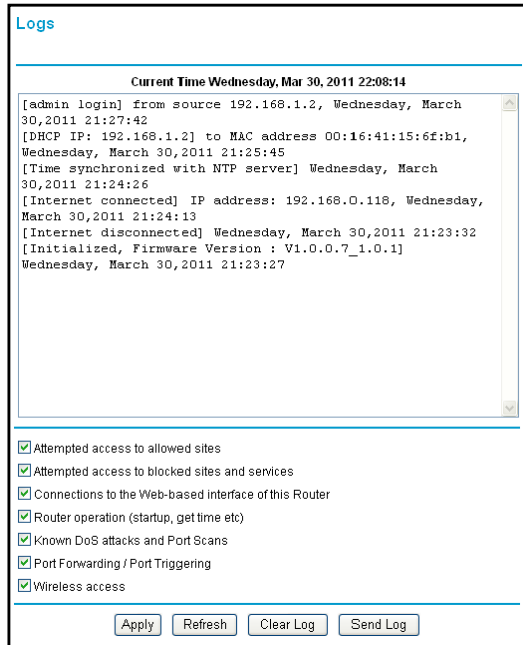 Logs
Current Time Wednesday, Mar 30, 2011 22:08:14
[admin login] from source 192.168.1.2, Wednesday, March
30,2011 21:27:42
[DHCP IP: 192.168.1.2] to MAC address 00:16:41:15:6f:b1,
Wednesday, March 30,2011 21:25:45
[Time synchronized with NTP server] Wednesday, March
30,2011 21:24:26
[Internet connected] IP address: 192.168.0.118, Wednesday,
March 30,2011 21:24:13
[Internet disconnected] Wednesday, March 30,2011 21:23:32
[Initialized, Firmware Version : V1.0.0.7_1.0.1]
Wednesday, March 30,2011 21:23:27
Attempted access to allowed sites
Attempted access to blocked sites and services
Connections to the Web-based interface of this Router
Router operation (startup, get time etc)
Known DoS attacks and Port Scans
Port Forwarding / Port Triggering
Wireless access
Apply Refresh Clear Log Send Log